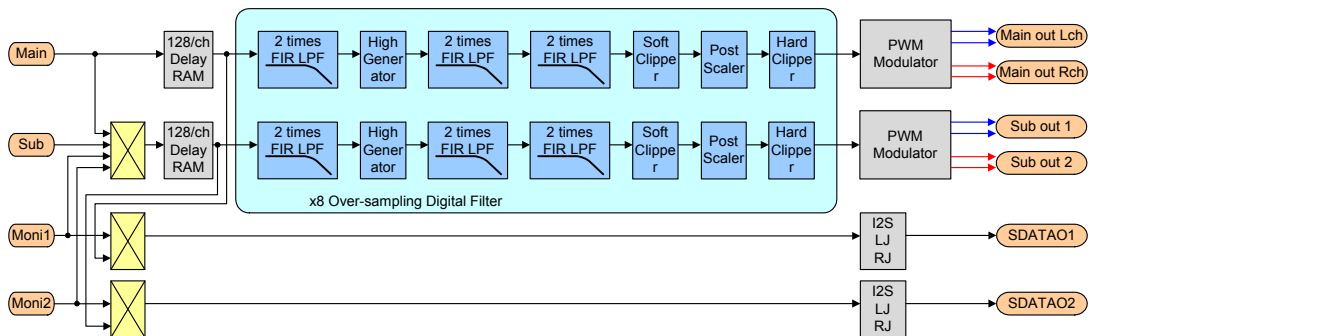 Main
128/ch
Delay
RAM
2 times
FIR LPF
High
Gener
ator
2 times
FIR LPF
2 times
FIR LPF
Soft
Clippe
r
Post
Scaler
Hard
Clippe
r
PWM
Modulator
Main out Lch
Main out Rch
Sub
128/ch
Delay
RAM
2 times
FIR LPF
High
Gener
ator
2 times
FIR LPF
2 times
FIR LPF
Soft
Clippe
r
Post
Scaler
Hard
Clippe
r
PWM
Modulator
Sub out 1
Sub out 2
x8 Over-sampling Digital Filter
Moni1
I2S
LJ
RJ
SDATAO1
Moni2
I2S
LJ
RJ
SDATAO2